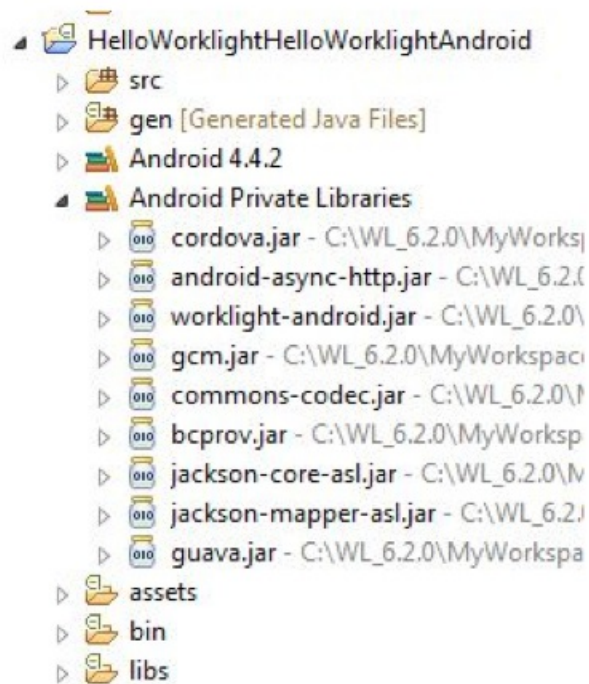 HelloWorklightHelloWorklightAndroid
src
gen [Generated Java Files]
Android 4.4.2
Android Private Libraries
cordova.jar - C:\WL_6.2.0\MyWorksp
android-async-http.jar - C:\WL_6.2.0
worklight-android.jar - C:\WL_6.2.0\
gcm.jar - C:\WL_6.2.0\MyWorkspac
commons-codec.jar - C:\WL_6.2.0\M
bcprov.jar - C:\WL_6.2.0\MyWorksp
jackson-core-asl.jar - C:\WL_6.2.0\M
jackson-mapper-asl.jar - C:\WL_6.2.
guava.jar - C:\WL_6.2.0\MyWorkspa
assets
bin
libs